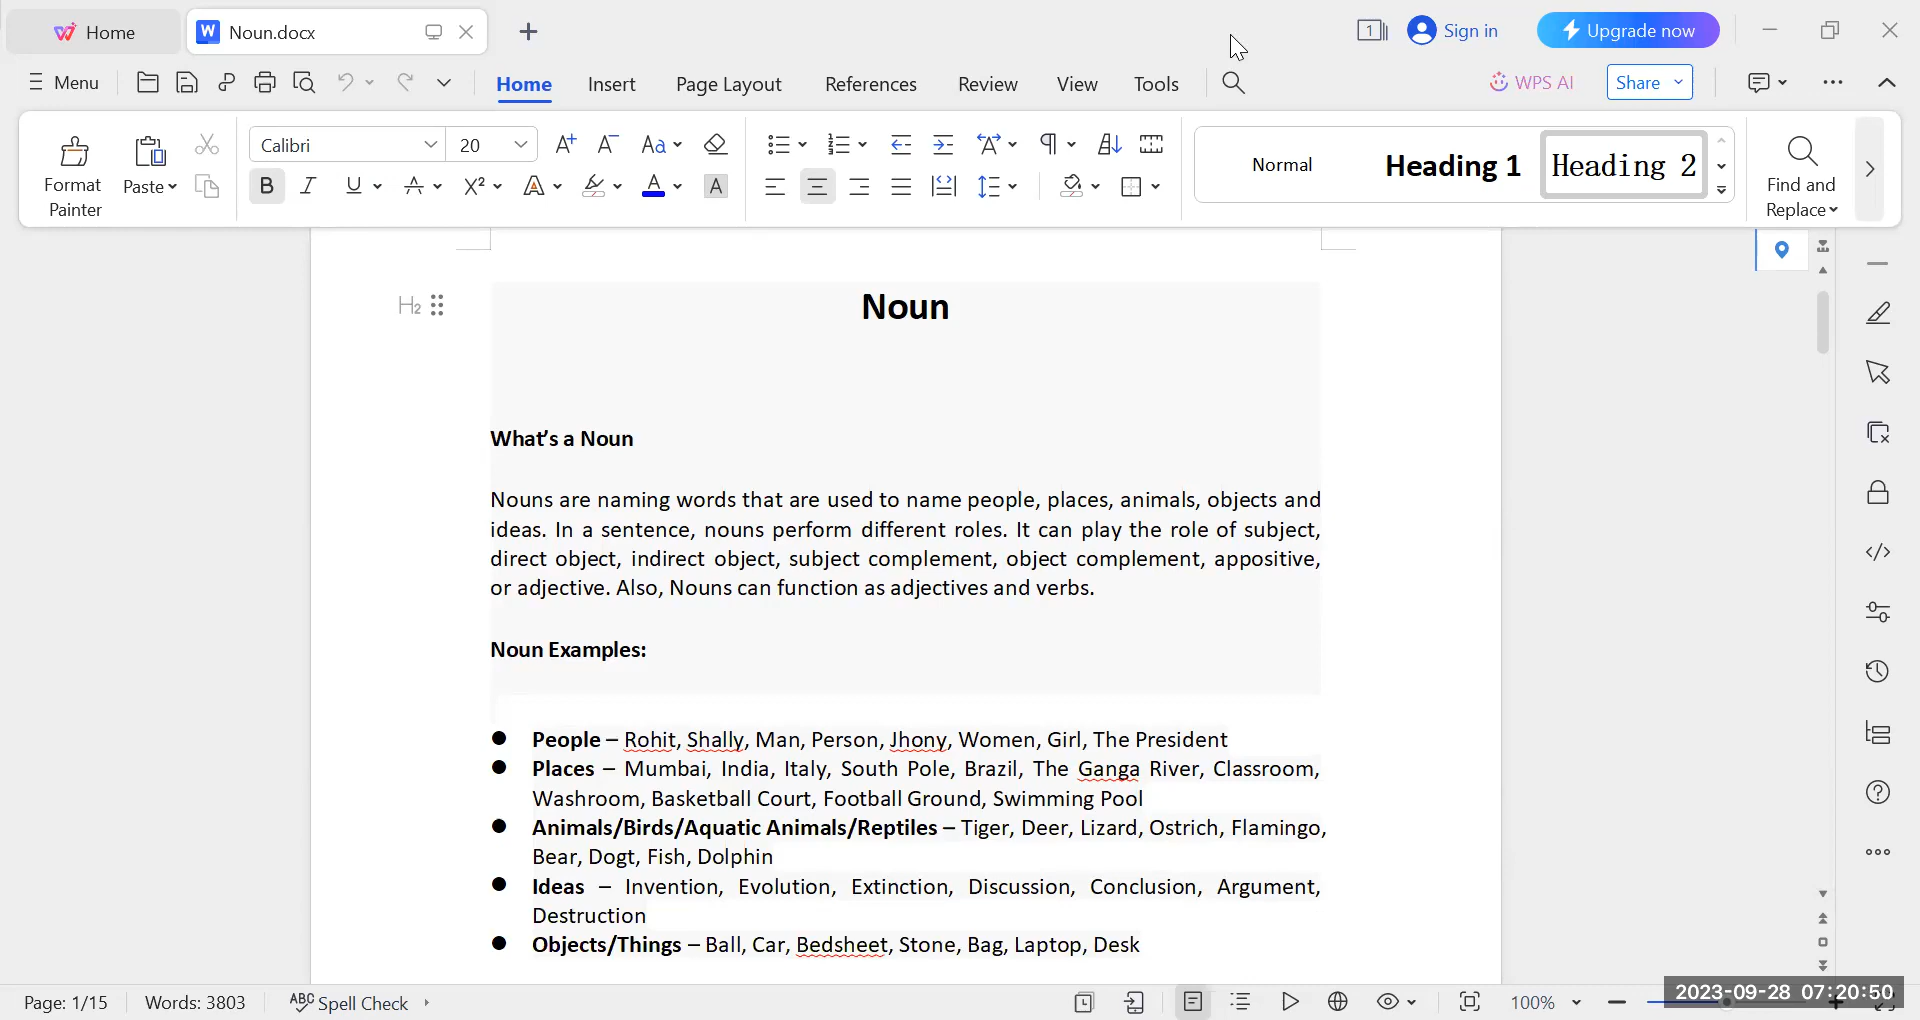 Home
Noun.docx
1
Sign in
Upgrade now
Menu
Home Insert Page Layout References Review View Tools
WPS AI
Share
Format
Painter
Paste
Calibri
20
Normal
Heading 1
Heading 2
Find and
Replace
H2
Noun
What's a Noun
Nouns are naming words that are used to name people, places, animals, objects and
ideas. In a sentence, nouns perform different roles. It can play the role of subject,
direct object, indirect object, subject complement, object complement, appositive,
or adjective. Also, Nouns can function as adjectives and verbs.
Noun Examples:
● People – Rohit, Shally, Man, Person, Jhony, Women, Girl, The President
● Places – Mumbai, India, Italy, South Pole, Brazil, The Ganga River, Classroom,
Washroom, Basketball Court, Football Ground, Swimming Pool
● Animals/Birds/Aquatic Animals/Reptiles – Tiger, Deer, Lizard, Ostrich, Flamingo,
Bear, Dogt, Fish, Dolphin
● Ideas – Invention, Evolution, Extinction, Discussion, Conclusion, Argument,
Destruction
● Objects/Things – Ball, Car, Bedsheet, Stone, Bag, Laptop, Desk
Page: 1/15
Words: 3803
ABC Spell Check
100%
2023-09-28 07:20:50